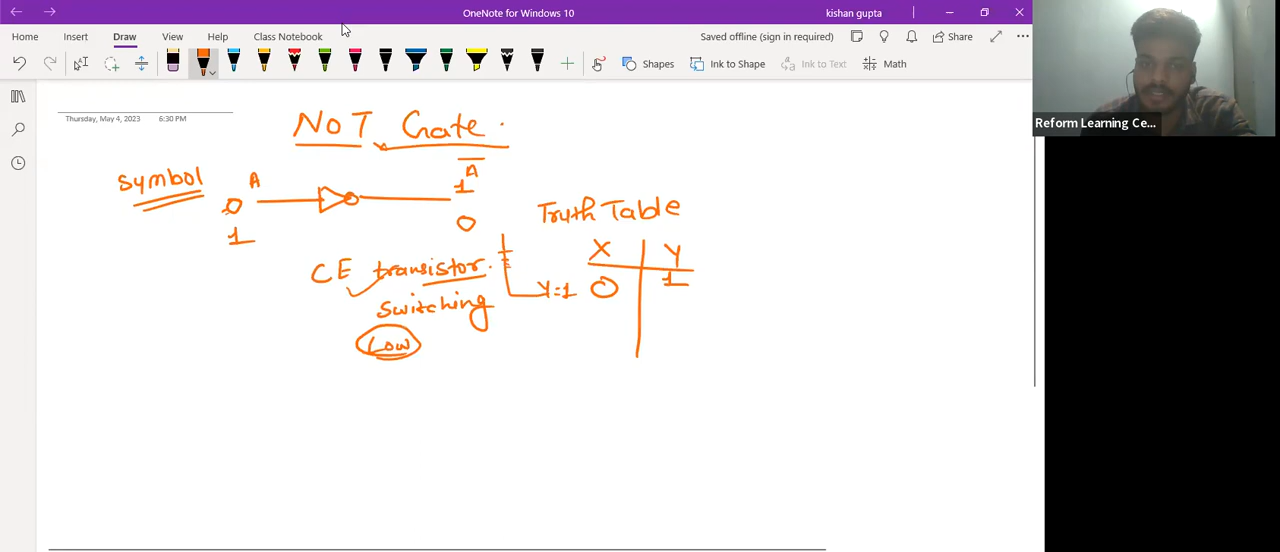 OneNote for Windows 10
kishan gupta
Home Insert Draw View Help Class Notebook
Saved offline (sign in required)
Share
Shapes
Ink to Shape
Ink to Text
Math
Reform Learning Ce...
Thursday, May 4, 2023 6:30 PM
NOT Gate.
Symbol
A
A̅
0 1
1 0
Truth Table
X Y
0 1
Y=1
CE transistor.
Switching
Low